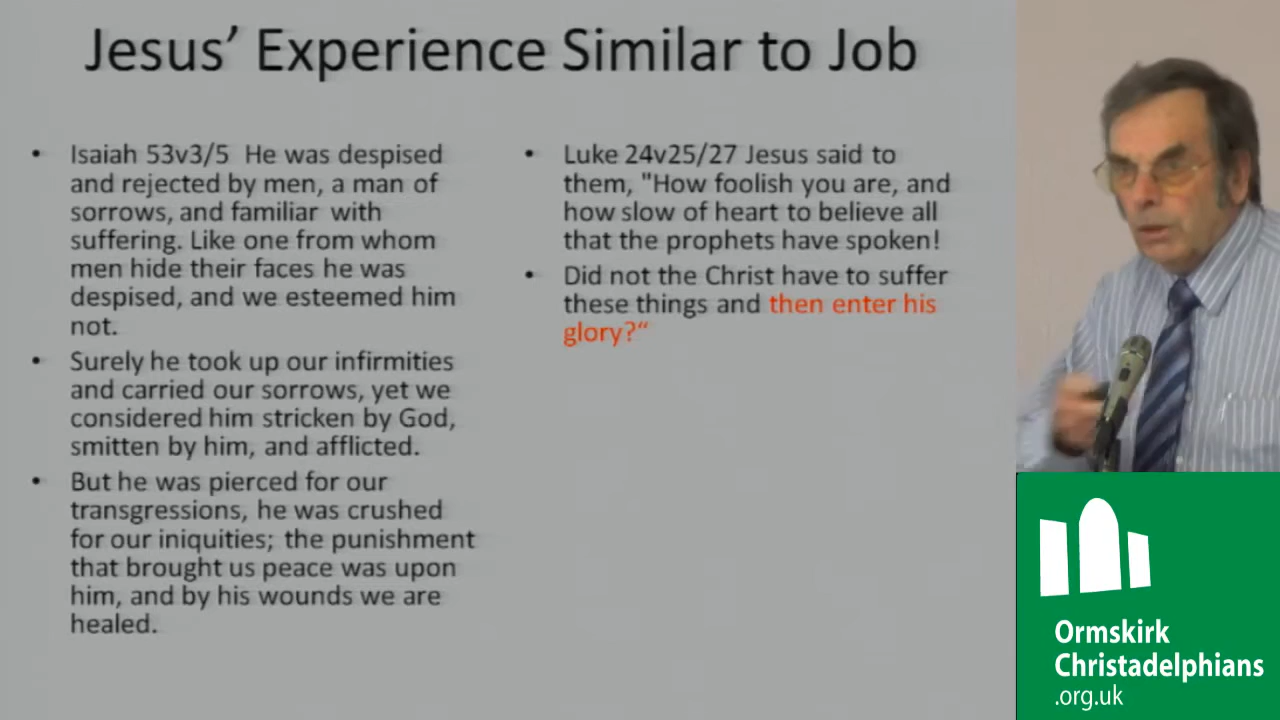 Jesus’ Experience Similar to Job
• Isaiah 53v3/5 He was despised
and rejected by men, a man of
sorrows, and familiar with
suffering. Like one from whom
men hide their faces he was
despised, and we esteemed him
not.
• Surely he took up our infirmities
and carried our sorrows, yet we
considered him stricken by God,
smitten by him, and afflicted.
• But he was pierced for our
transgressions, he was crushed
for our iniquities; the punishment
that brought us peace was upon
him, and by his wounds we are
healed.
• Luke 24v25/27 Jesus said to
them, "How foolish you are, and
how slow of heart to believe all
that the prophets have spoken!
• Did not the Christ have to suffer
these things and then enter his
glory?“
Ormskirk
Christadelphians
.org.uk